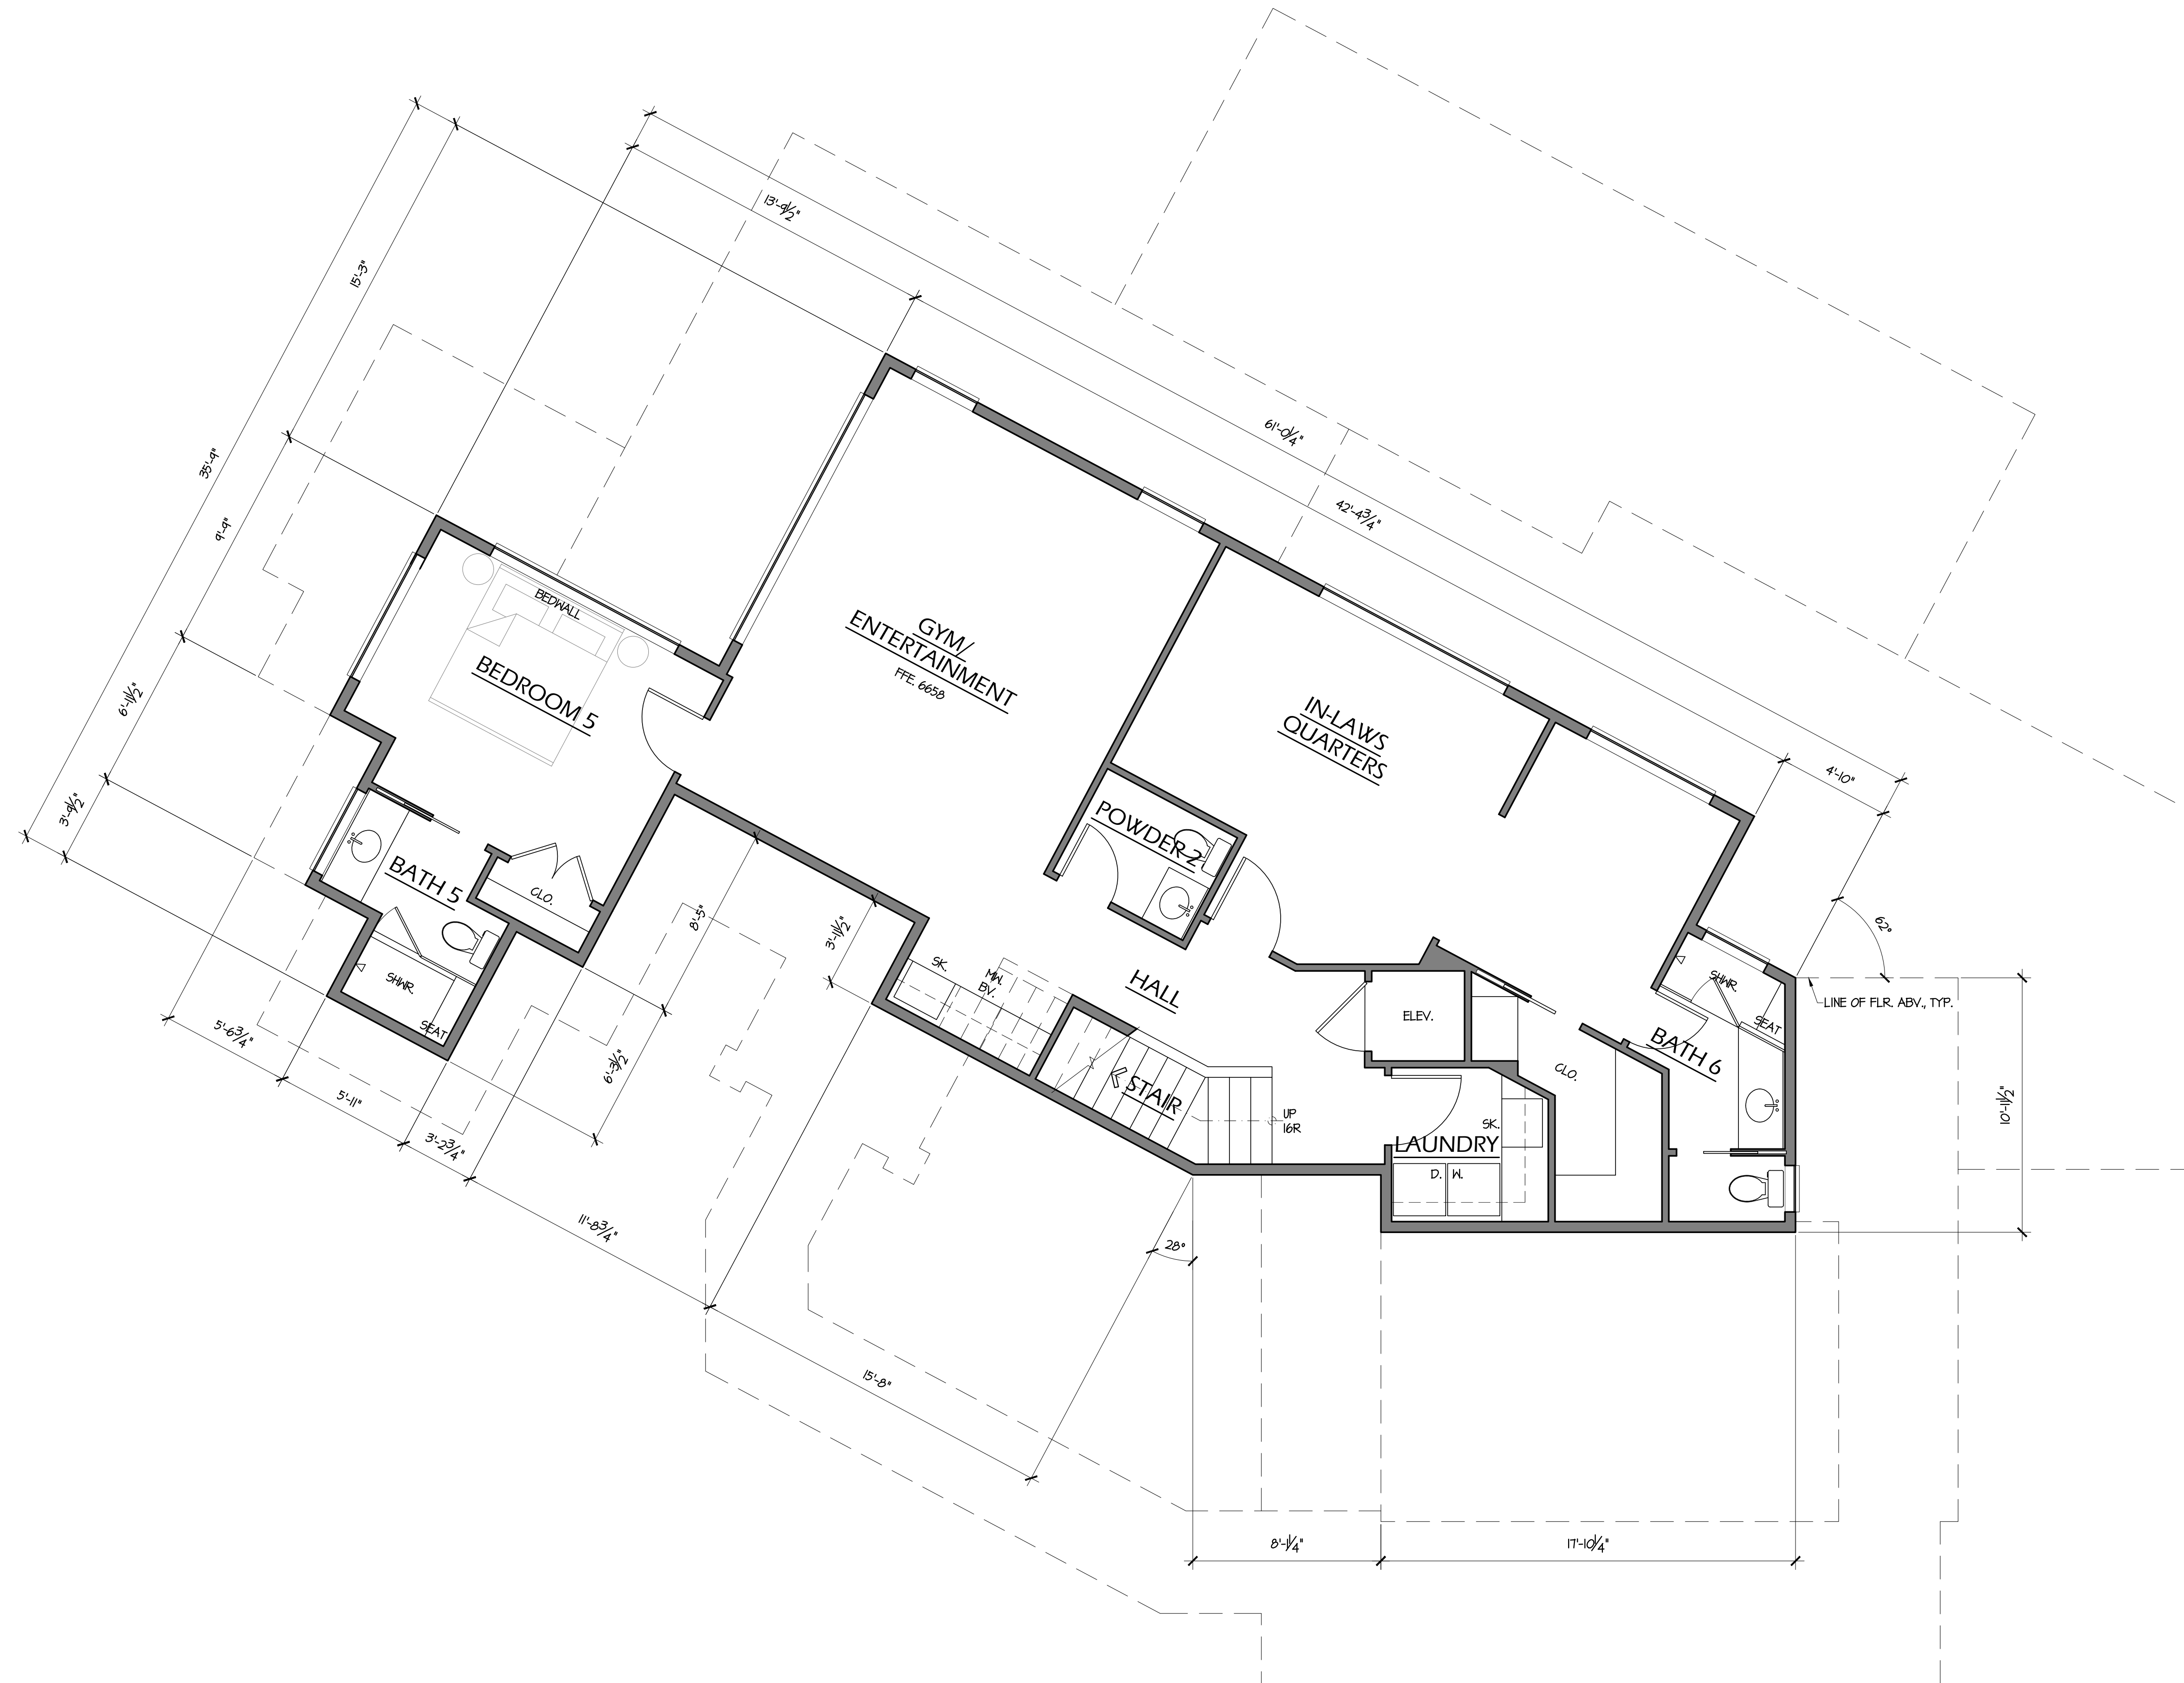 13'-9 1/2"
15'-3"
35'-9"
61'-0 1/4"
42'-4 3/4"
9'-9"
BEDWALL
GYM/
ENTERTAINMENT
FFE. 6658
BEDROOM 5
6'-11 1/2"
IN-LAWS
QUARTERS
4'-10"
3'-9 1/2"
POWDER 2
BATH 5
CLO.
8'-5"
3'-11 1/2"
62°
SK.
MW.
BV.
HALL
SHWR.
SEAT
SHWR.
SEAT
LINE OF FLR. ABV., TYP.
ELEV.
5'-6 3/4"
6'-3 1/2"
BATH 6
CLO.
STAIR
UP
16R
5'-11"
3'-2 3/4"
SK.
LAUNDRY
D.
W.
10'-11 1/2"
11'-8 3/4"
28°
15'-8"
8'-1 1/4"
17'-10 1/4"